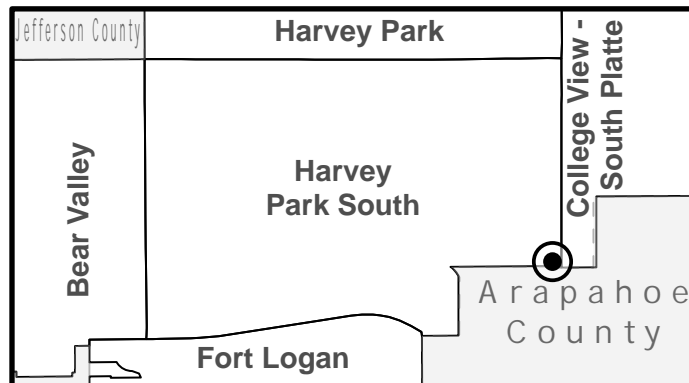 Jefferson County
Harvey Park
College View -
South Platte
Bear Valley
Harvey
Park South
Arapahoe
County
Fort Logan